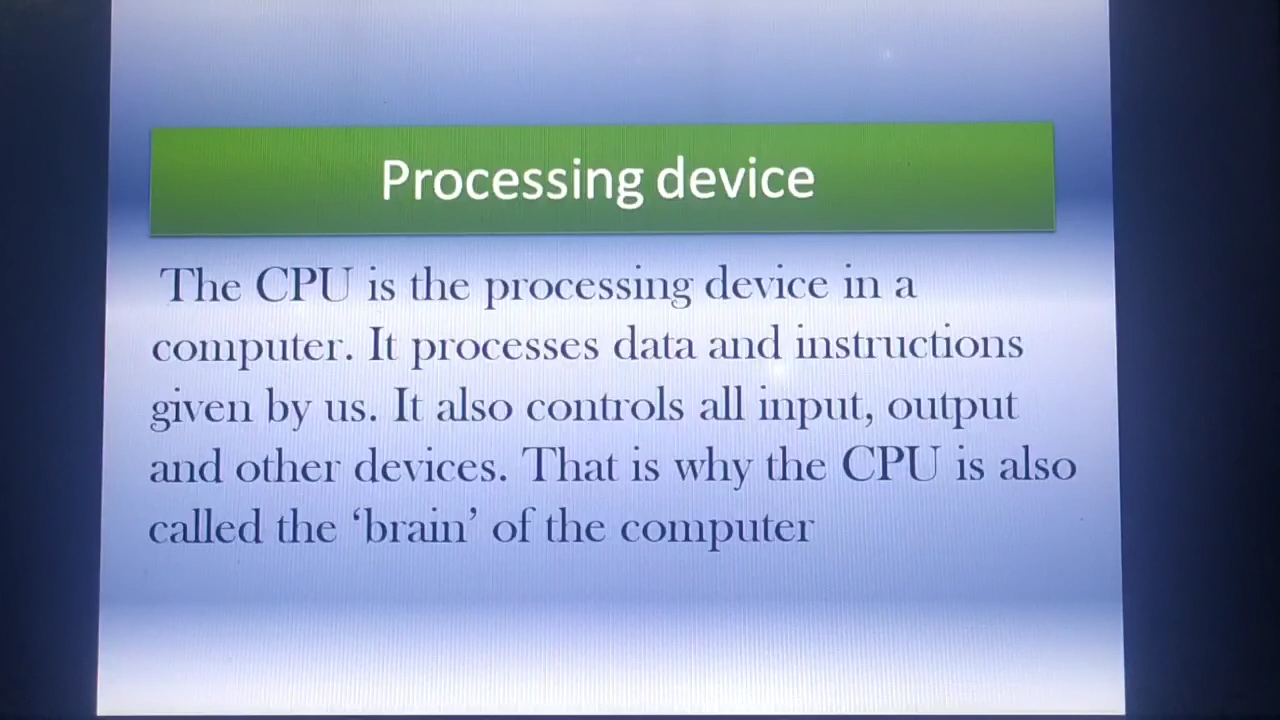 Processing device
The CPU is the processing device in a
computer. It processes data and instructions
given by us. It also controls all input, output
and other devices. That is why the CPU is also
called the ‘brain’ of the computer